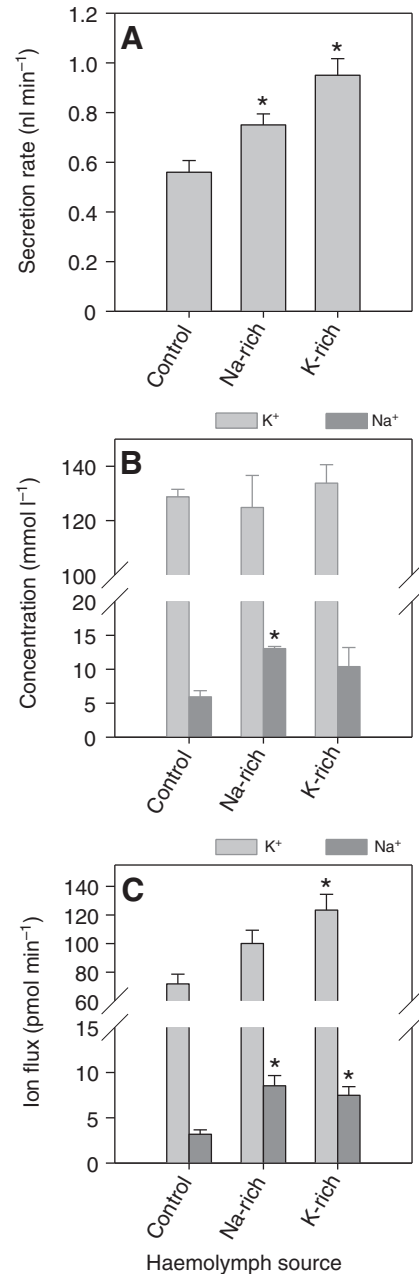 A
Secretion rate (nl min⁻¹)
1.2
1.0
0.8
0.6
0.4
0.2
0
*
*
Control
Na-rich
K-rich
K⁺
Na⁺
B
Concentration (mmol l⁻¹)
140
120
100
20
15
10
5
0
*
Control
Na-rich
K-rich
K⁺
Na⁺
C
Ion flux (pmol min⁻¹)
140
120
100
80
60
15
10
5
0
*
*
*
Control
Na-rich
K-rich
Haemolymph source